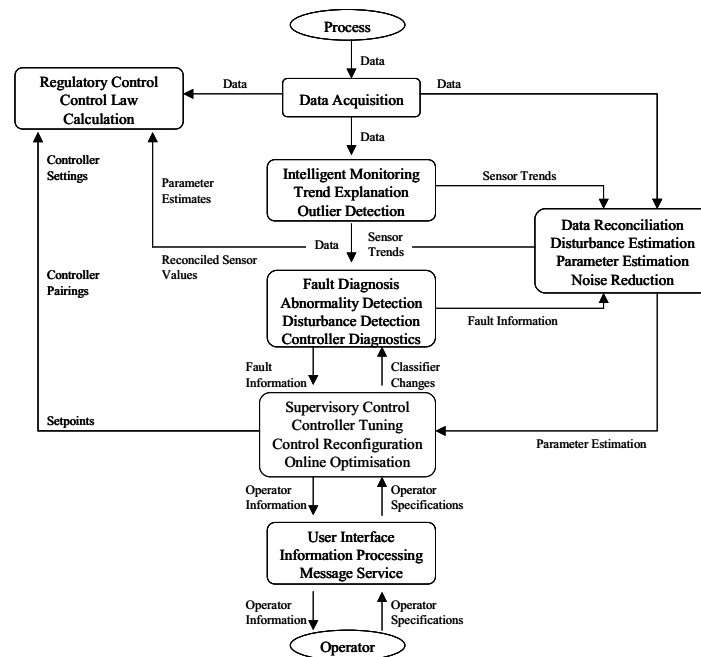 Process
Data
Regulatory Control
Control Law
Calculation
Data
Data Acquisition
Data
Data
Controller
Settings
Parameter
Estimates
Intelligent Monitoring
Trend Explanation
Outlier Detection
Sensor Trends
Data Reconciliation
Disturbance Estimation
Parameter Estimation
Noise Reduction
Reconciled Sensor
Values
Data
Sensor
Trends
Controller
Pairings
Fault Diagnosis
Abnormality Detection
Disturbance Detection
Controller Diagnostics
Fault Information
Fault
Information
Classifier
Changes
Setpoints
Supervisory Control
Controller Tuning
Control Reconfiguration
Online Optimisation
Parameter Estimation
Operator
Information
Operator
Specifications
User Interface
Information Processing
Message Service
Operator
Information
Operator
Specifications
Operator